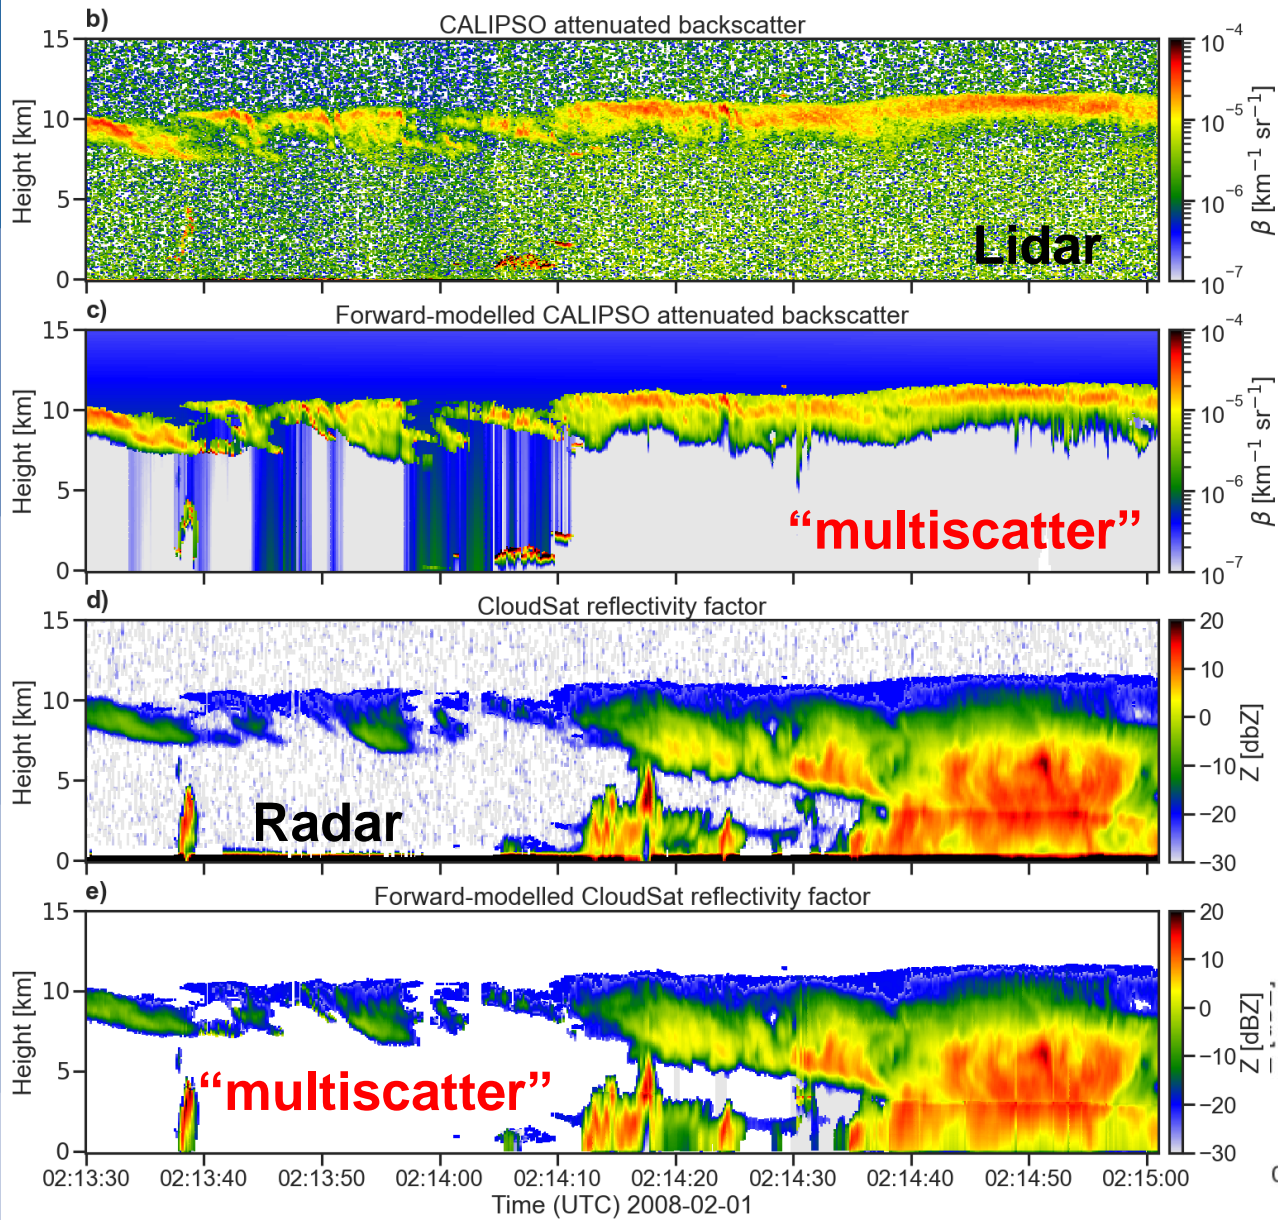 b)
CALIPSO attenuated backscatter
15
10
5
0
Height [km]
Lidar
10⁻⁴
10⁻⁵
10⁻⁶
10⁻⁷
β [km⁻¹ sr⁻¹]
c)
Forward-modelled CALIPSO attenuated backscatter
15
10
5
0
Height [km]
“multiscatter”
10⁻⁴
10⁻⁵
10⁻⁶
10⁻⁷
β [km⁻¹ sr⁻¹]
d)
CloudSat reflectivity factor
15
10
5
0
Height [km]
Radar
20
10
0
−10
−20
−30
Z [dbZ]
e)
Forward-modelled CloudSat reflectivity factor
15
10
5
0
Height [km]
“multiscatter”
20
10
0
−10
−20
−30
Z [dBZ]
02:13:30 02:13:40 02:13:50 02:14:00 02:14:10 02:14:20 02:14:30 02:14:40 02:14:50 02:15:00
Time (UTC) 2008-02-01